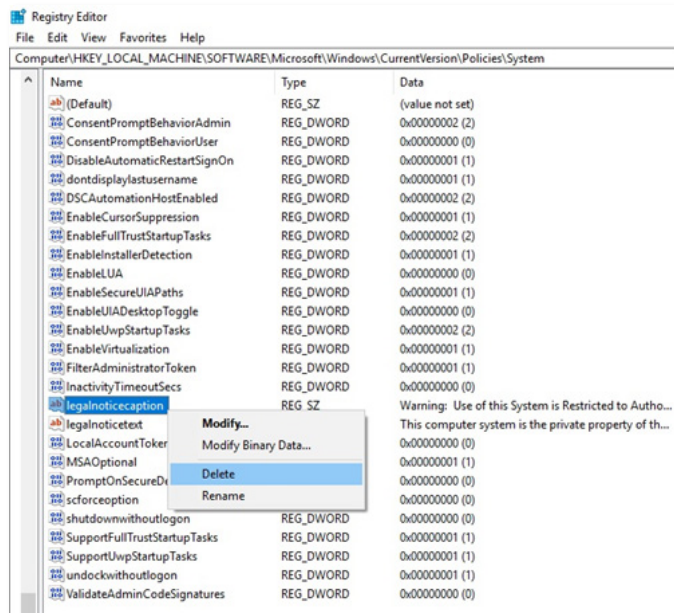 Registry Editor
File Edit View Favorites Help
Computer\HKEY_LOCAL_MACHINE\SOFTWARE\Microsoft\Windows\CurrentVersion\Policies\System
Name Type Data
(Default) REG_SZ (value not set)
ConsentPromptBehaviorAdmin REG_DWORD 0x00000002 (2)
ConsentPromptBehaviorUser REG_DWORD 0x00000000 (0)
DisableAutomaticRestartSignOn REG_DWORD 0x00000001 (1)
dontdisplaylastusername REG_DWORD 0x00000001 (1)
DSCAutomationHostEnabled REG_DWORD 0x00000002 (2)
EnableCursorSuppression REG_DWORD 0x00000001 (1)
EnableFullTrustStartupTasks REG_DWORD 0x00000002 (2)
EnableInstallerDetection REG_DWORD 0x00000001 (1)
EnableLUA REG_DWORD 0x00000000 (0)
EnableSecureUIAPaths REG_DWORD 0x00000001 (1)
EnableUIADesktopToggle REG_DWORD 0x00000000 (0)
EnableUwpStartupTasks REG_DWORD 0x00000002 (2)
EnableVirtualization REG_DWORD 0x00000001 (1)
FilterAdministratorToken REG_DWORD 0x00000001 (1)
InactivityTimeoutSecs REG_DWORD 0x00000000 (0)
legalnoticecaption REG_SZ Warning: Use of this System is Restricted to Autho...
legalnoticetext Modify... This computer system is the private property of th...
LocalAccountToken Modify Binary Data... 0x00000000 (0)
MSAOptional 0x00000001 (1)
PromptOnSecureDe Delete 0x00000000 (0)
scforceoption Rename 0x00000000 (0)
shutdownwithoutlogon REG_DWORD 0x00000000 (0)
SupportFullTrustStartupTasks REG_DWORD 0x00000001 (1)
SupportUwpStartupTasks REG_DWORD 0x00000001 (1)
undockwithoutlogon REG_DWORD 0x00000001 (1)
ValidateAdminCodeSignatures REG_DWORD 0x00000000 (0)